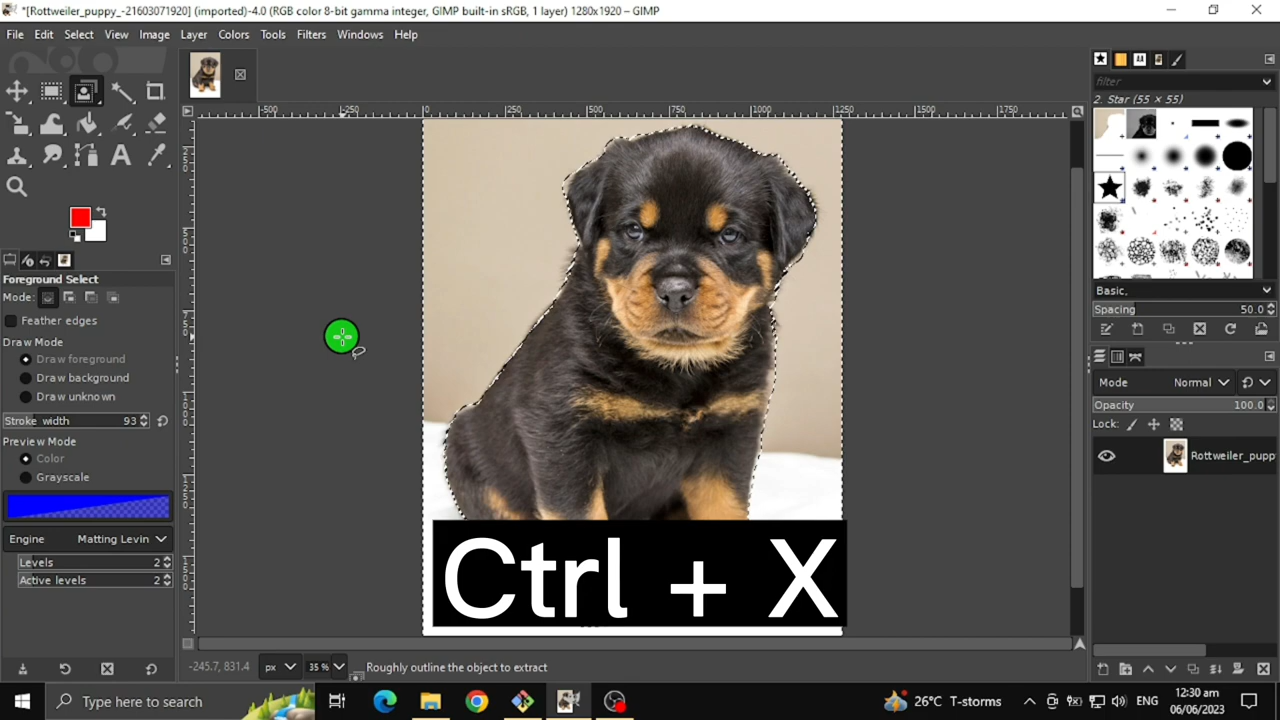 *[Rottweiler_puppy_-21603071920] (imported)-4.0 (RGB color 8-bit gamma integer, GIMP built-in sRGB, 1 layer) 1280x1920 – GIMP
File Edit Select View Image Layer Colors Tools Filters Windows Help
filter
2. Star (55 × 55)
-500 -250 0 250 500 750 1000 1250 1500 1750
Foreground Select
Mode:
Feather edges
Draw Mode
Draw foreground
Draw background
Draw unknown
Stroke width 93
Preview Mode
Color
Grayscale
Engine Matting Levin
Levels 2
Active levels 2
Basic,
Spacing 50.0
Mode Normal
Opacity 100.0
Lock:
Rottweiler_puppy
Ctrl + X
-245.7, 831.4 px 35 % Roughly outline the object to extract
Type here to search
26°C T-storms
ENG
12:30 am
06/06/2023